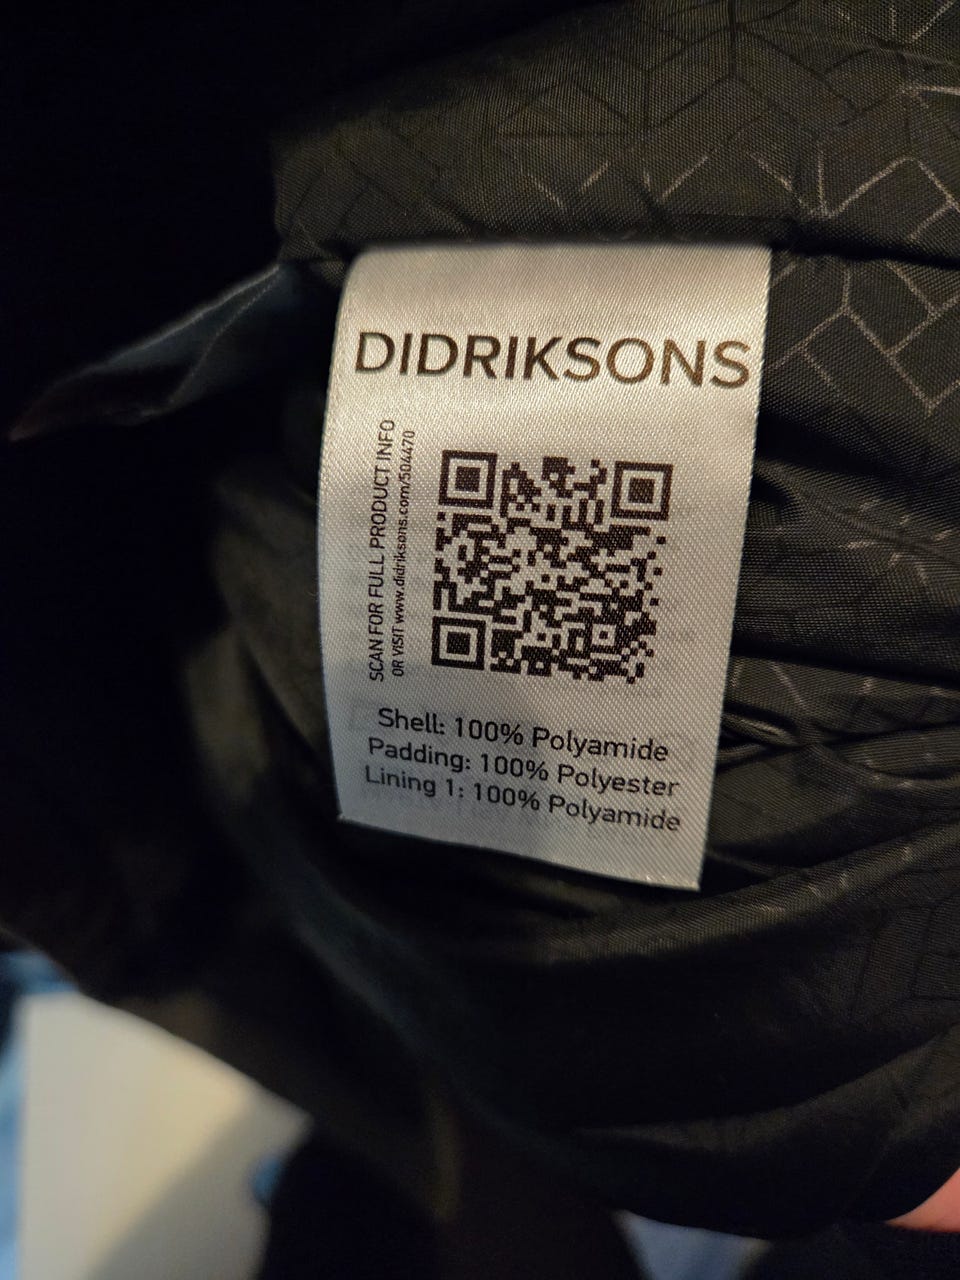 DIDRIKSONS
SCAN FOR FULL PRODUCT INFO
OR VISIT www.didriksons.com/504470
Shell: 100% Polyamide
Padding: 100% Polyester
Lining 1: 100% Polyamide